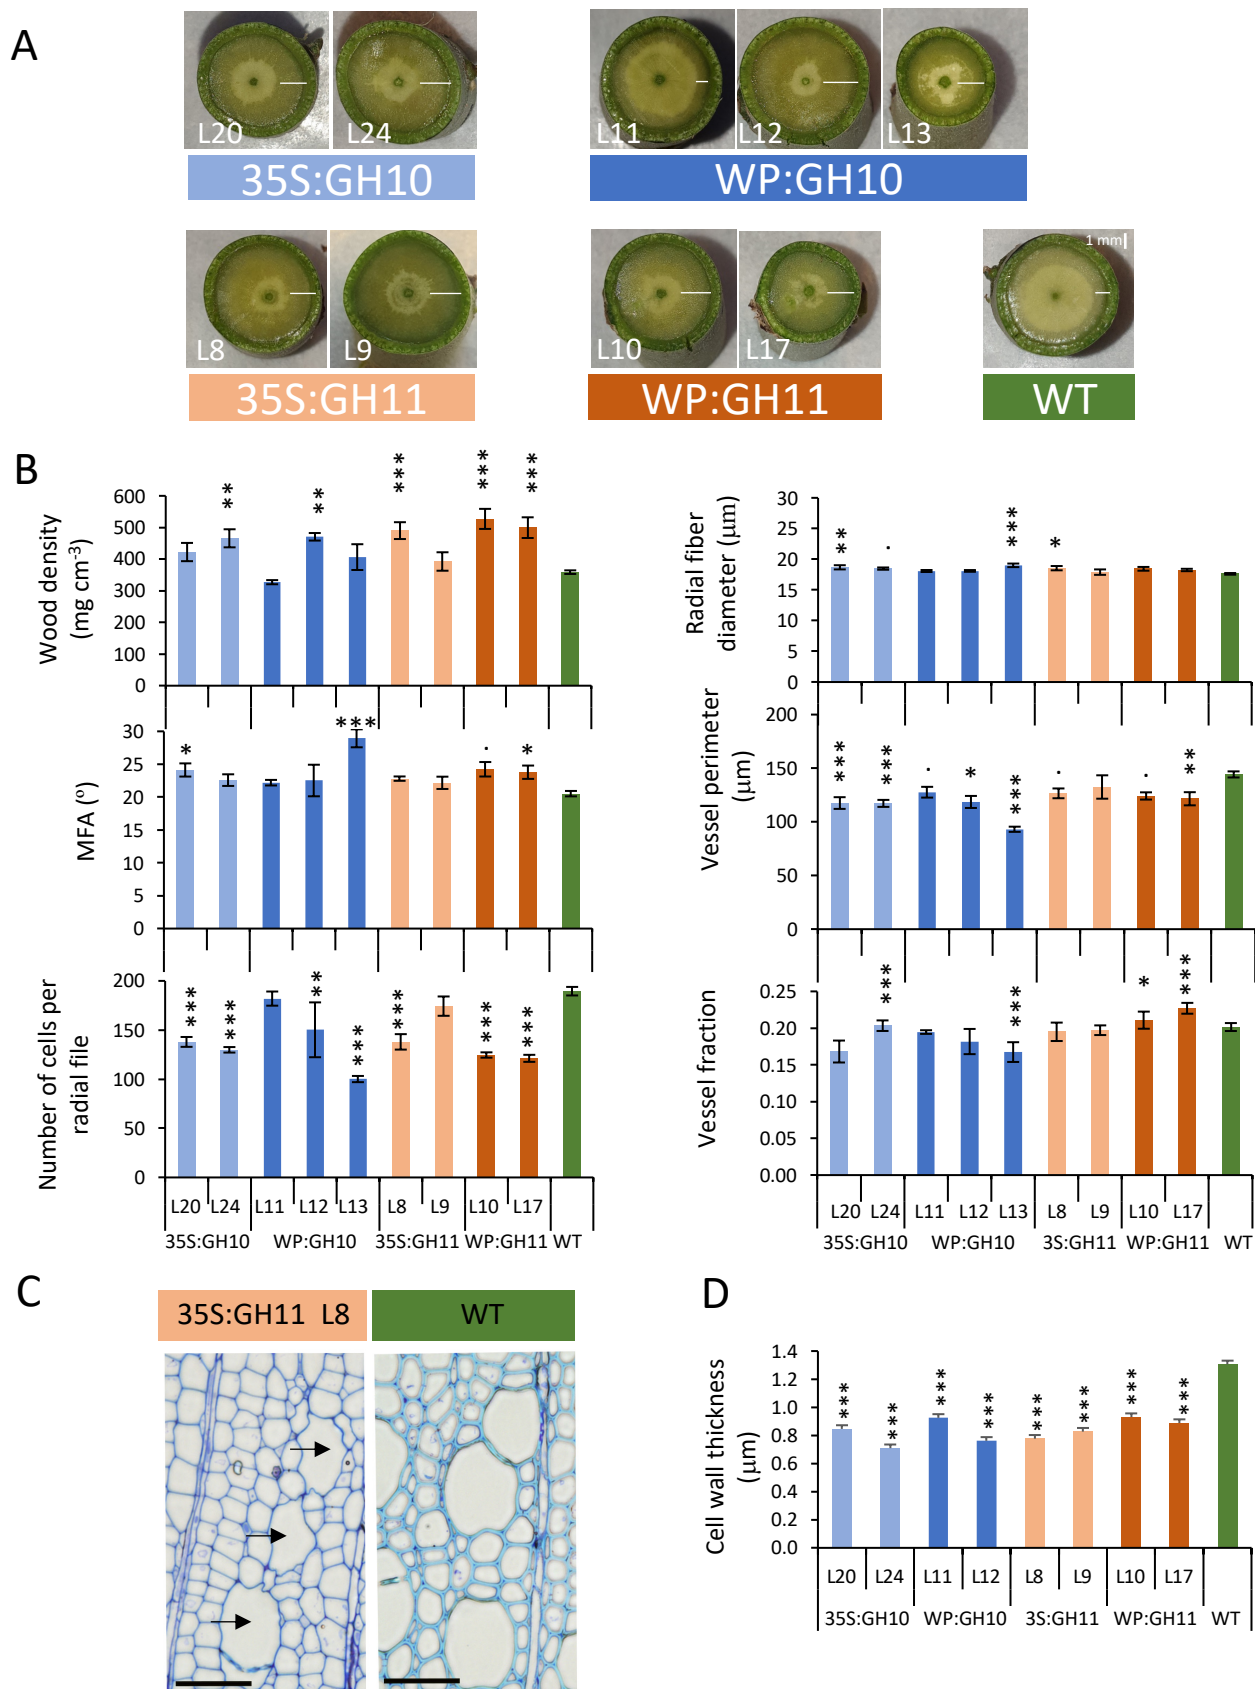 A
L20
L24
L11
L12
L13
35S:GH10
WP:GH10
L8
L9
L10
L17
1 mm
35S:GH11
WP:GH11
WT
B
Wood density
(mg cm-3)
600
500
400
300
200
100
0
**
**
***
***
***
MFA (º)
30
25
20
15
10
5
0
*
***
.
*
Number of cells per
radial file
200
150
100
50
0
***
***
**
***
***
***
***
L20 L24 L11 L12 L13 L8 L9 L10 L17
35S:GH10 WP:GH10 35S:GH11 WP:GH11 WT
Radial fiber
diameter (µm)
30
25
20
15
10
5
0
**
.
***
*
Vessel perimeter
(µm)
200
150
100
50
0
***
***
.
*
***
.
.
**
Vessel fraction
0.25
0.20
0.15
0.10
0.05
0.00
***
***
*
***
L20 L24 L11 L12 L13 L8 L9 L10 L17
35S:GH10 WP:GH10 3S:GH11 WP:GH11 WT
C
35S:GH11 L8
WT
D
Cell wall thickness
(µm)
1.4
1.2
1.0
0.8
0.6
0.4
0.2
0.0
***
***
***
***
***
***
***
***
L20 L24 L11 L12 L8 L9 L10 L17
35S:GH10 WP:GH10 3S:GH11 WP:GH11 WT